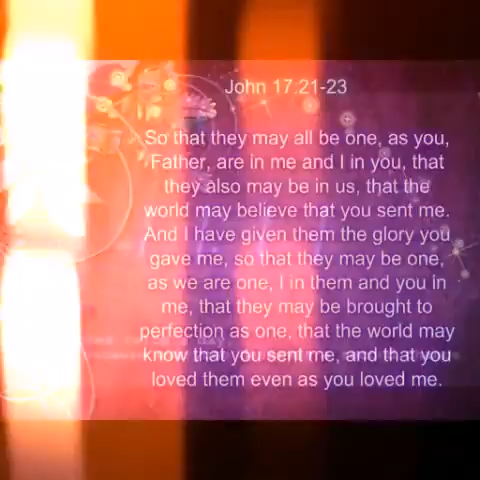 John 17:21-23
So that they may all be one, as you,
Father, are in me and I in you, that
they also may be in us, that the
world may believe that you sent me.
And I have given them the glory you
gave me, so that they may be one,
as we are one, I in them and you in
me, that they may be brought to
perfection as one, that the world may
know that you sent me, and that you
loved them even as you loved me.